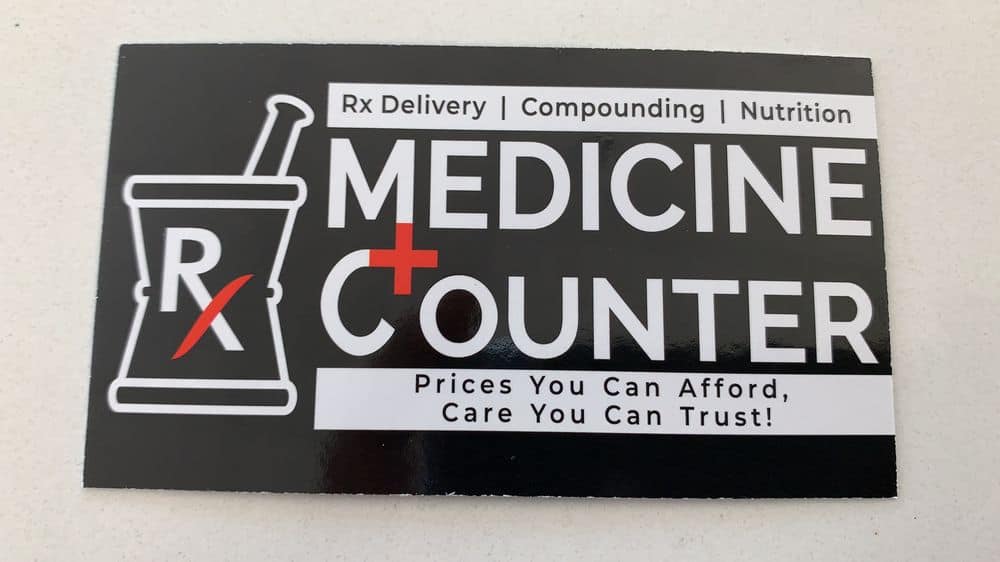 Rx Delivery | Compounding | Nutrition
MEDICINE
COUNTER
Rx
Prices You Can Afford,
Care You Can Trust!